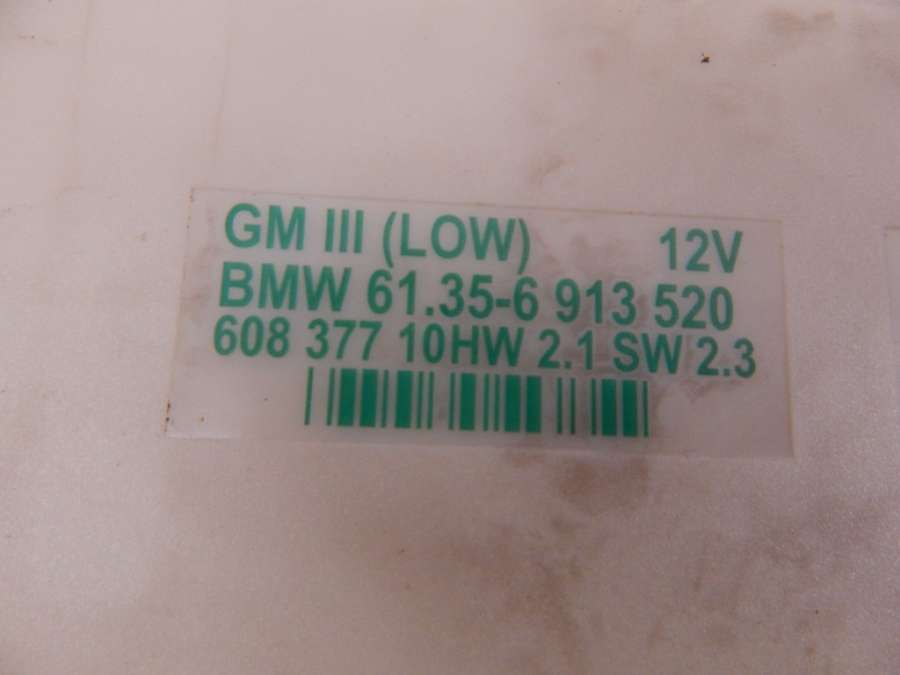 GM III (LOW) 12V
BMW 61.35-6 913 520
608 377 10HW 2.1 SW 2.3